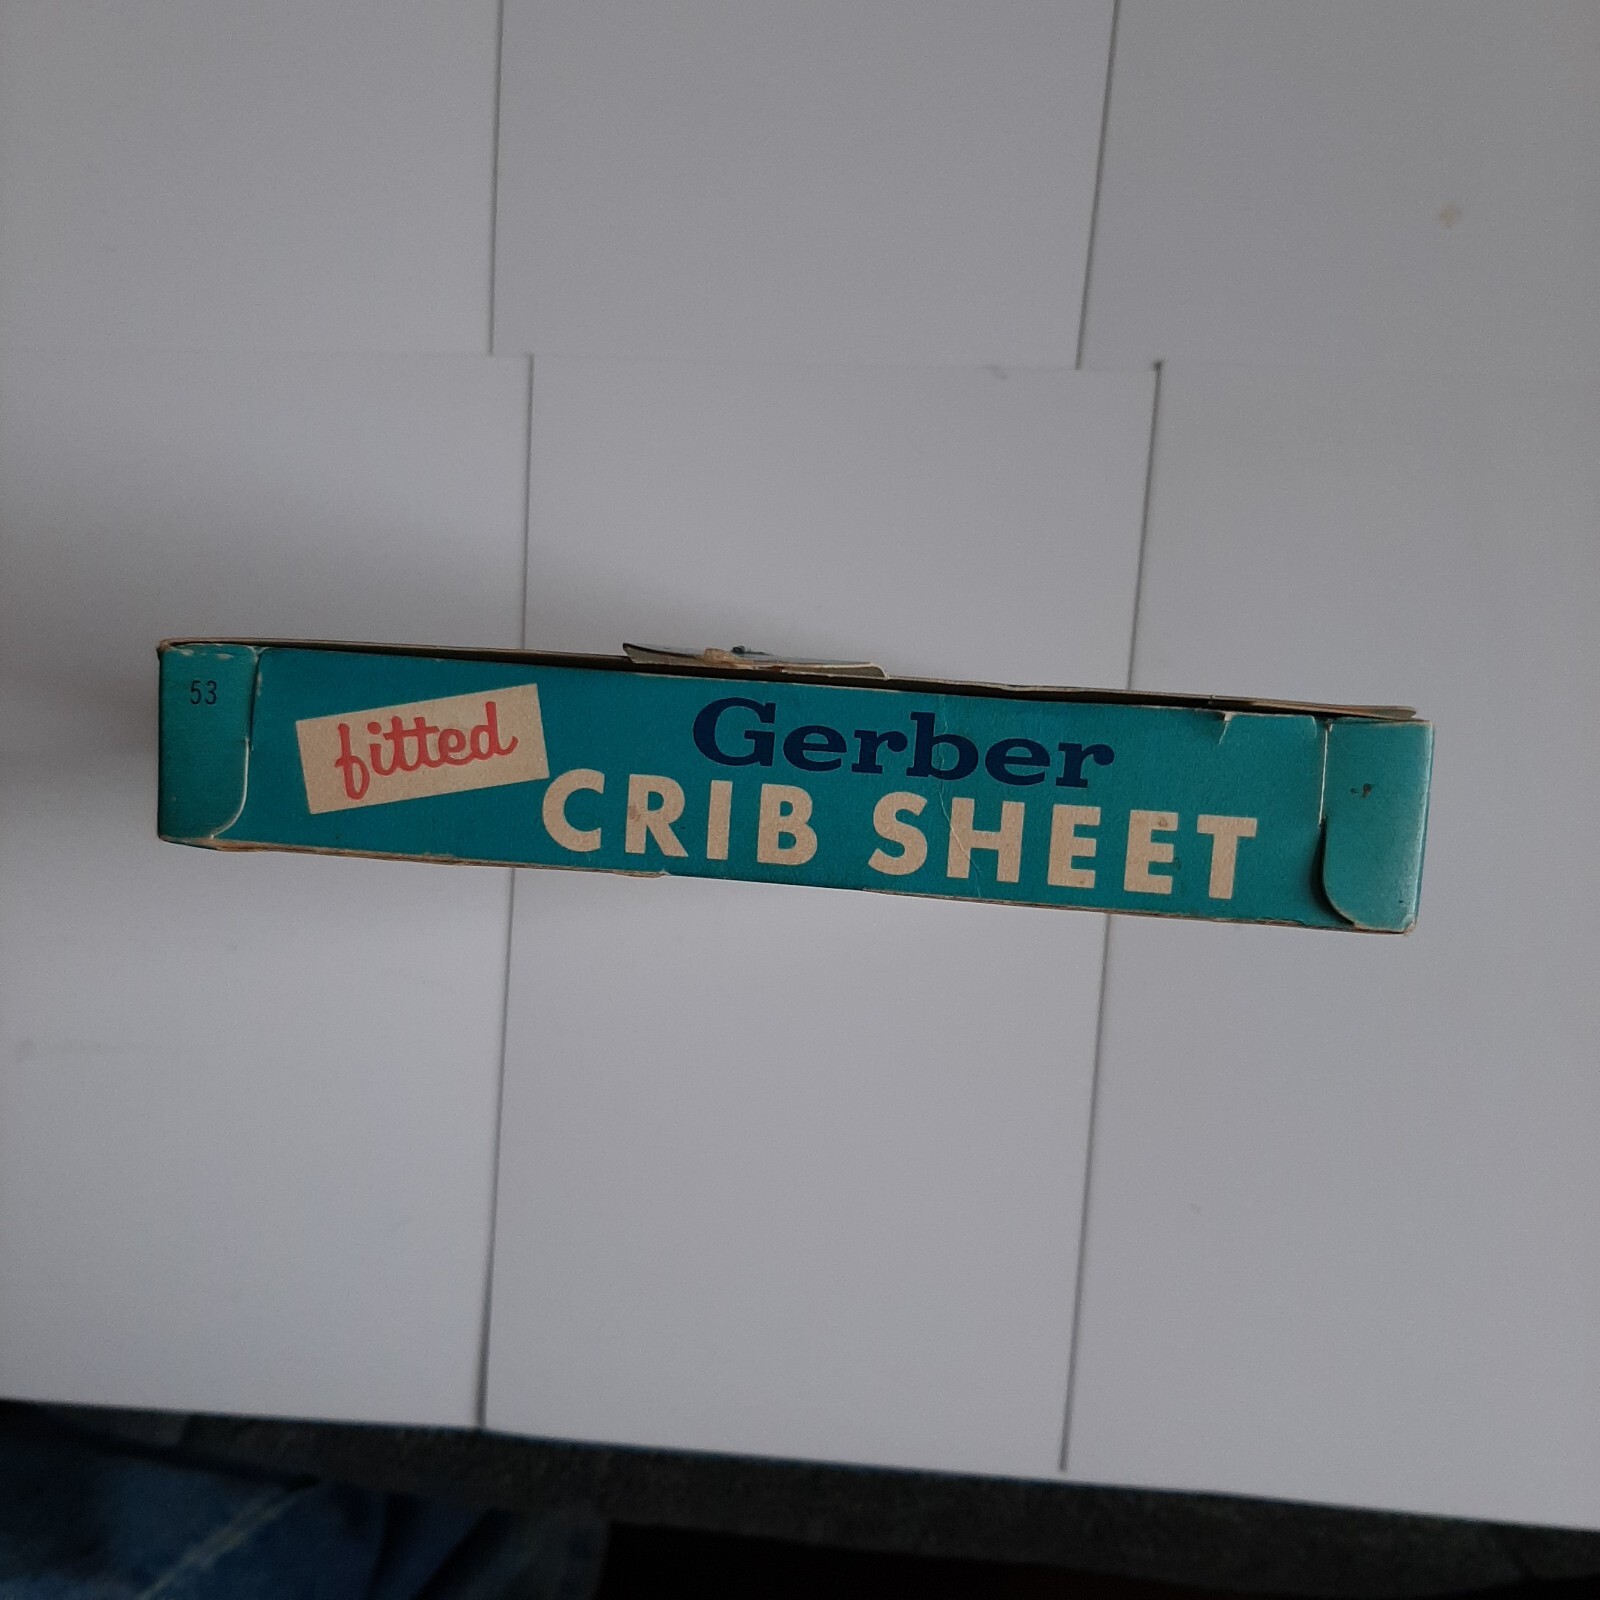 53
fitted
Gerber
CRIB SHEET